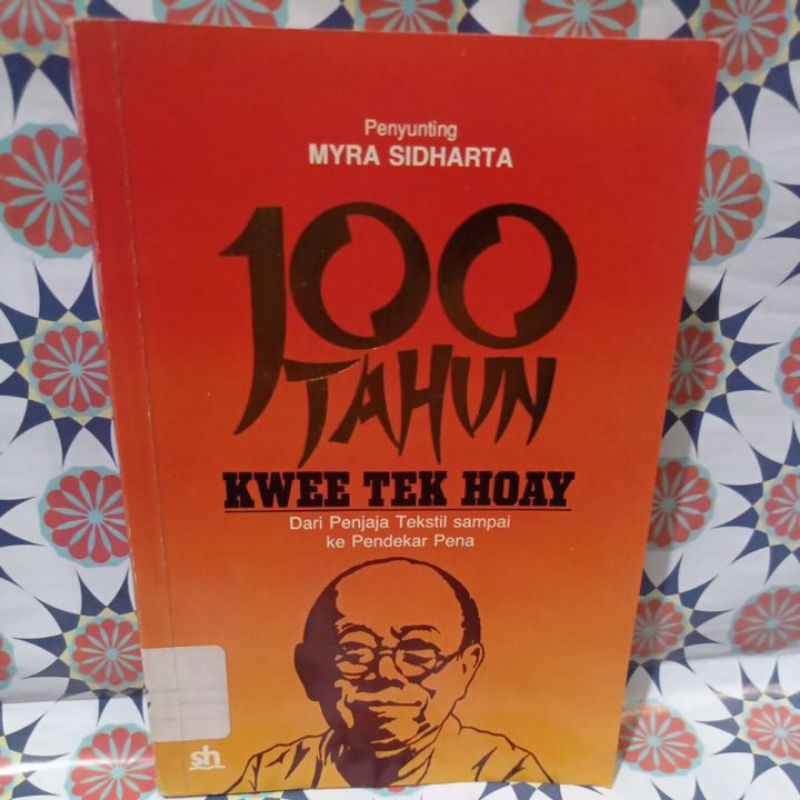 Penyunting
MYRA SIDHARTA
100
TAHUN
KWEE TEK HOAY
Dari Penjaja Tekstil sampai
ke Pendekar Pena
sh